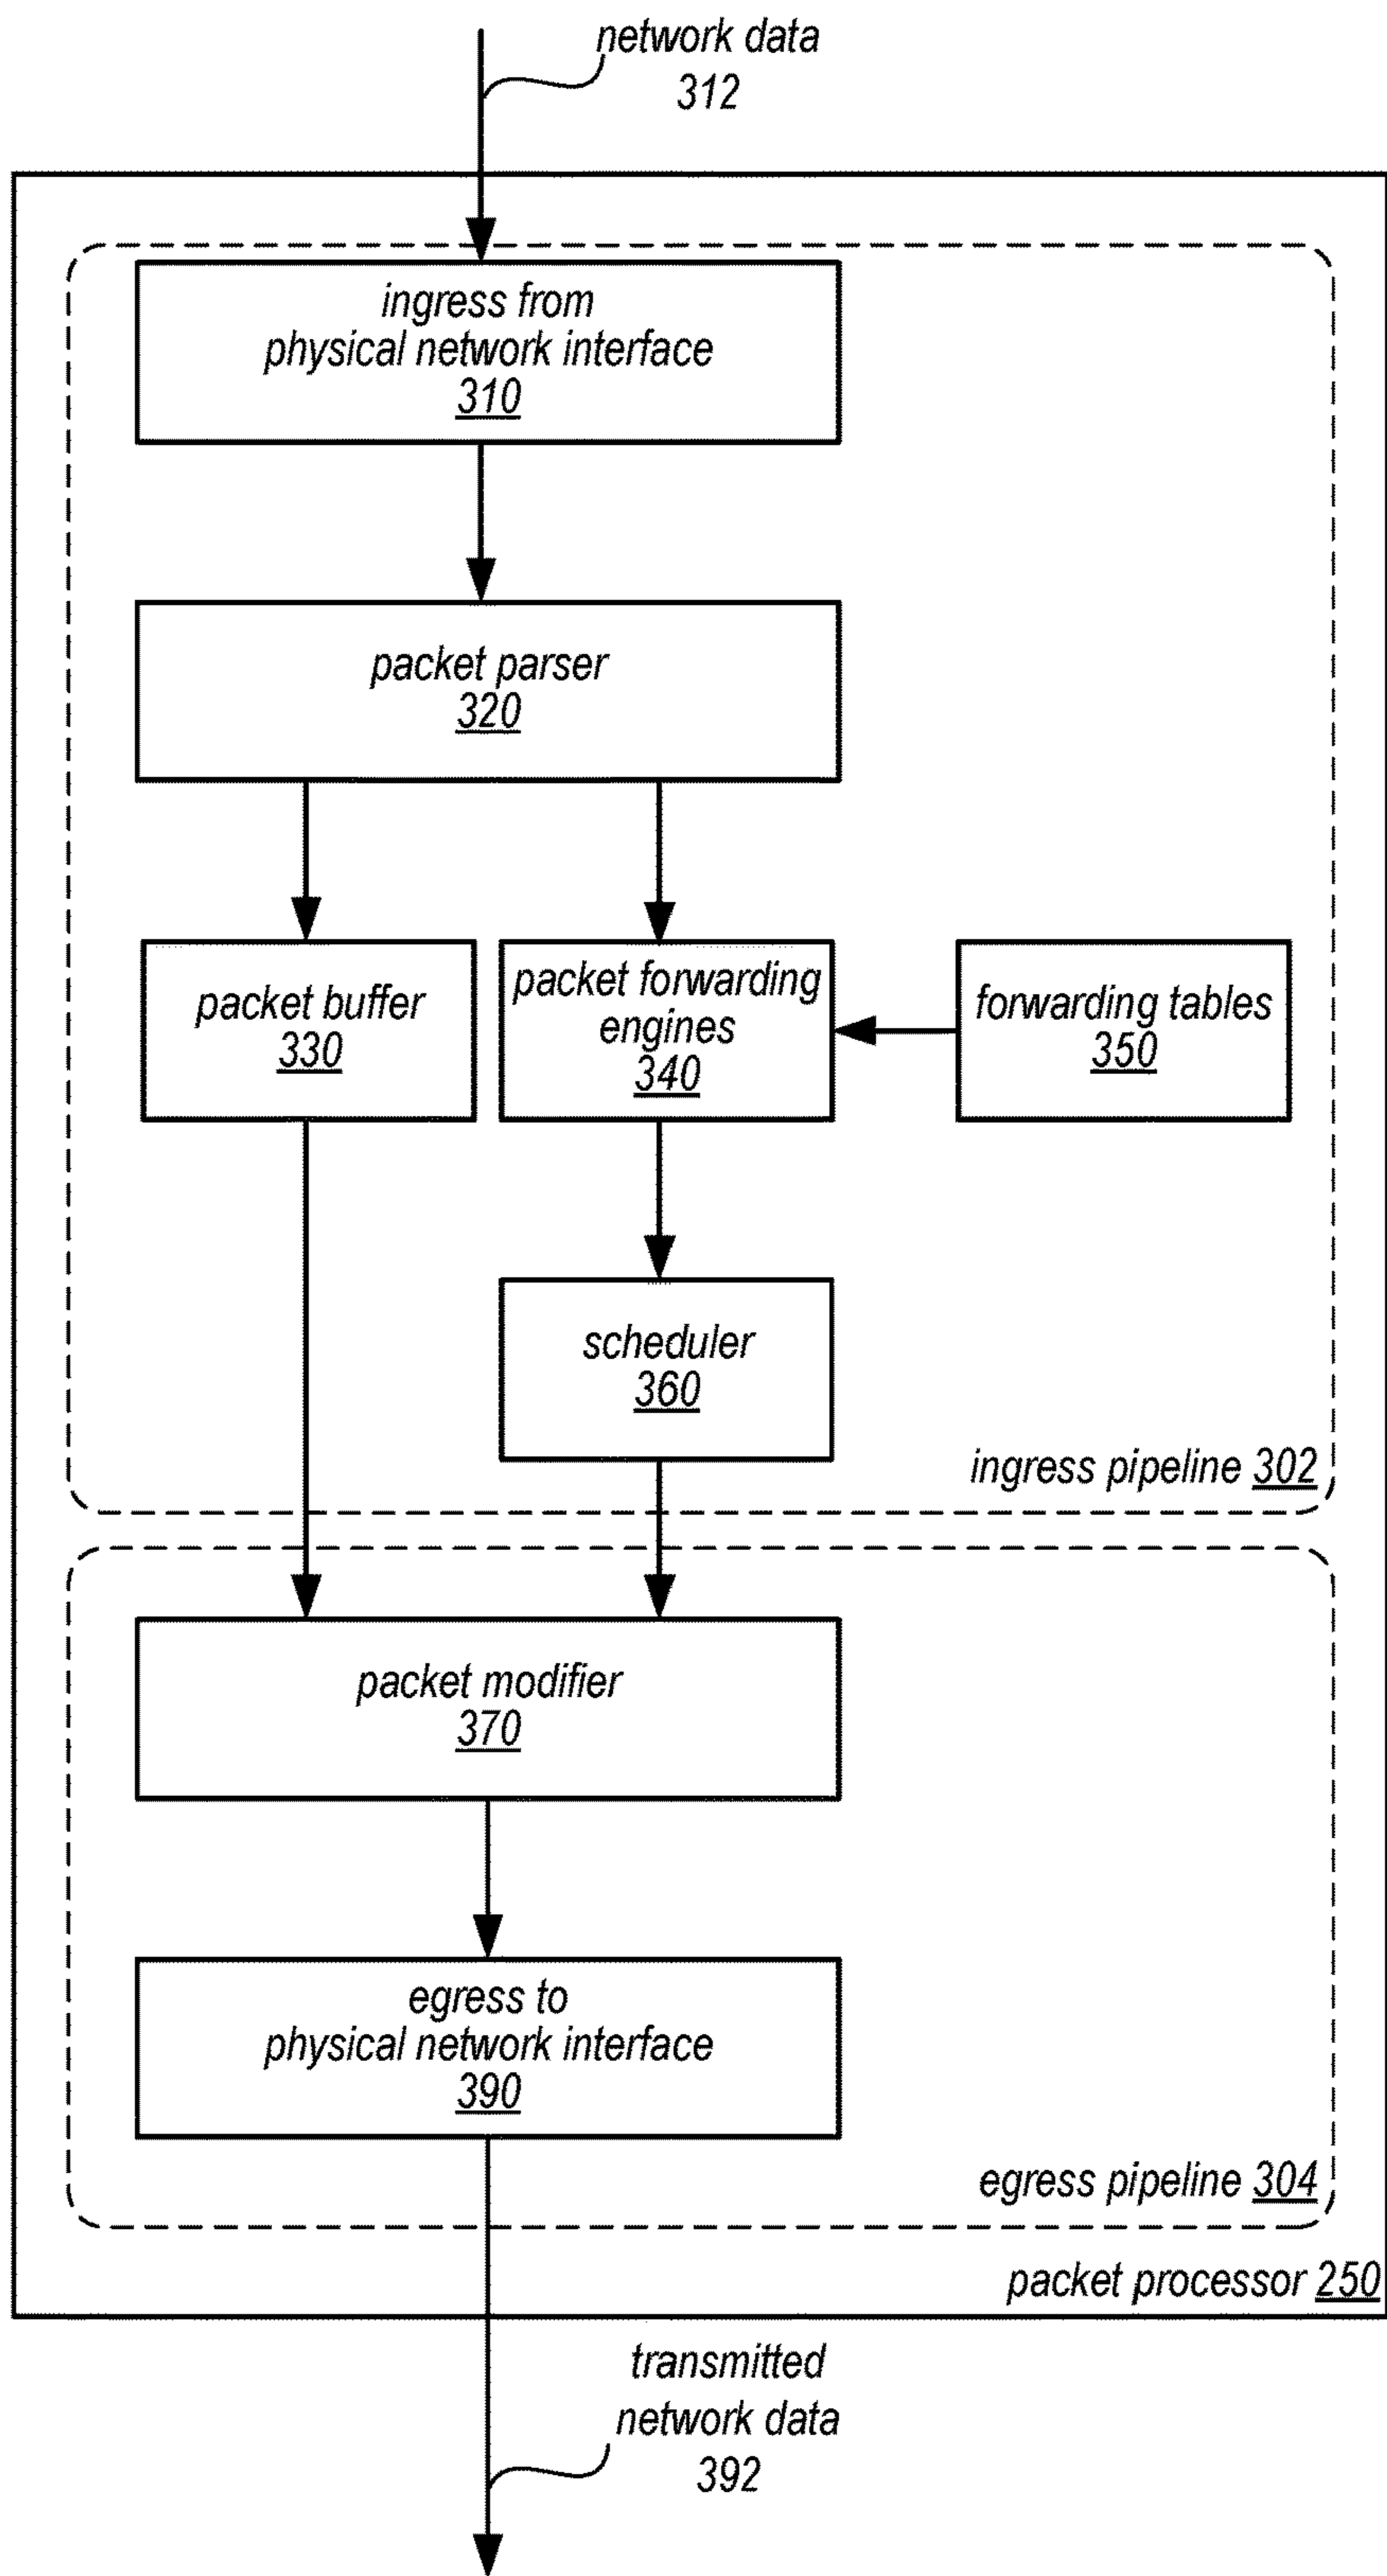 network data
312
ingress from
physical network interface
310
packet parser
320
packet buffer
330
packet forwarding
engines
340
forwarding tables
350
scheduler
360
ingress pipeline 302
packet modifier
370
egress to
physical network interface
390
egress pipeline 304
packet processor 250
transmitted
network data
392